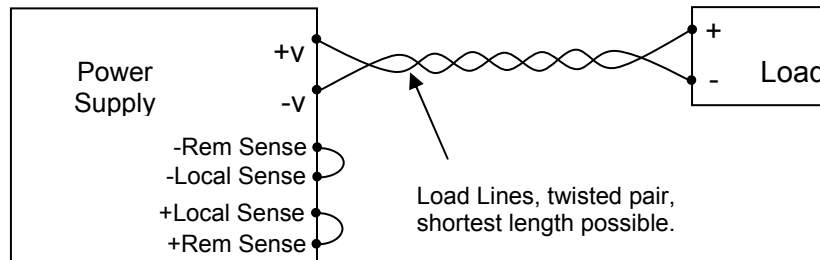 Power
Supply
+v
-v
-Rem Sense
-Local Sense
+Local Sense
+Rem Sense
+
-
Load
Load Lines, twisted pair,
shortest length possible.